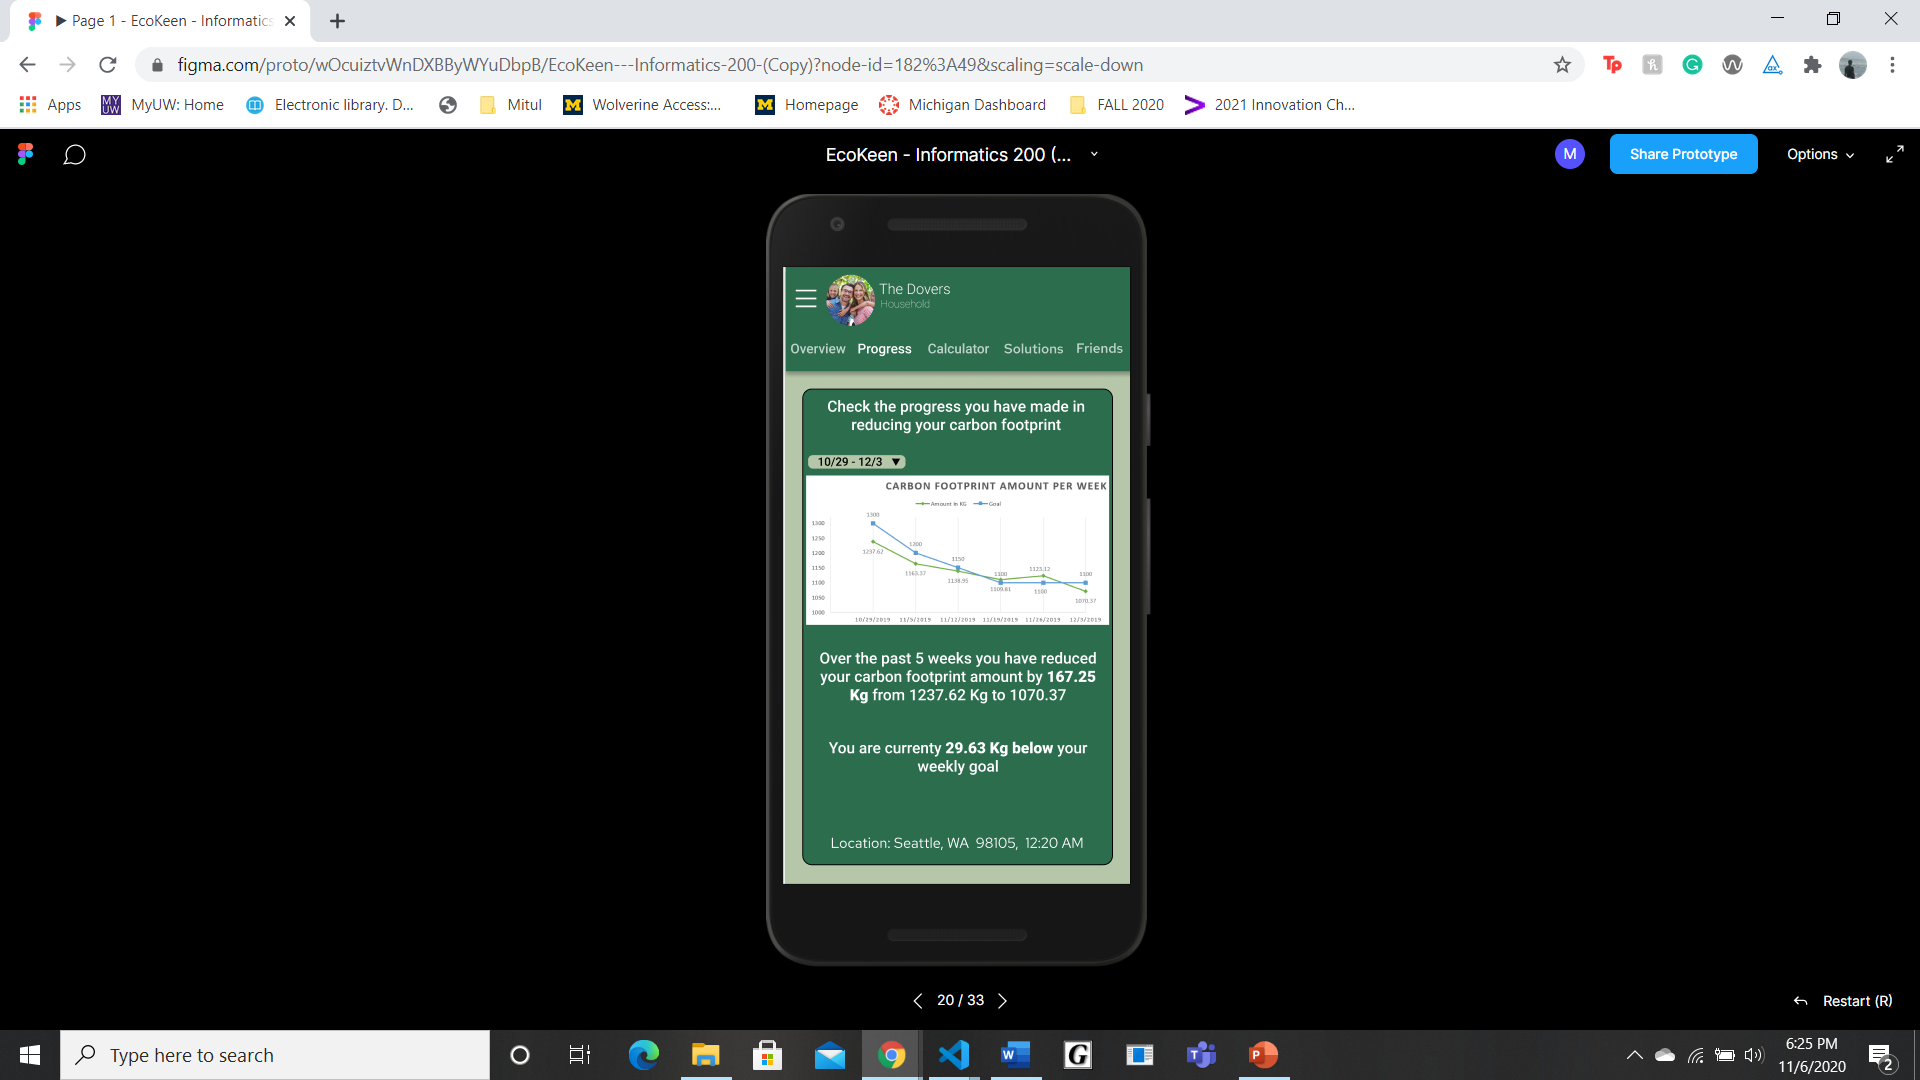 Page 1 - EcoKeen - Informatics
figma.com/proto/wOcuiztvWnDXBByWYuDbpB/EcoKeen---Informatics-200-(Copy)?node-id=182%3A49&scaling=scale-down
Apps MyUW: Home Electronic library. D... Mitul Wolverine Access:... Homepage Michigan Dashboard FALL 2020 2021 Innovation Ch...
EcoKeen - Informatics 200 (...
M
Share Prototype
Options
The Dovers
Household
Overview Progress Calculator Solutions Friends
Check the progress you have made in
reducing your carbon footprint
10/29 - 12/3 ▼
CARBON FOOTPRINT AMOUNT PER WEEK
Amount in KG Goal
1300
1250
1200
1150
1100
1050
1000
1300
1237.62
1200
1163.37
1150
1138.95
1100
1109.81
1123.12
1100
1100
1070.37
10/29/2019 11/5/2019 11/12/2019 11/19/2019 11/26/2019 12/3/2019
Over the past 5 weeks you have reduced
your carbon footprint amount by 167.25
Kg from 1237.62 Kg to 1070.37
You are currenty 29.63 Kg below your
weekly goal
Location: Seattle, WA 98105, 12:20 AM
20 / 33
Restart (R)
Type here to search
6:25 PM
11/6/2020
2